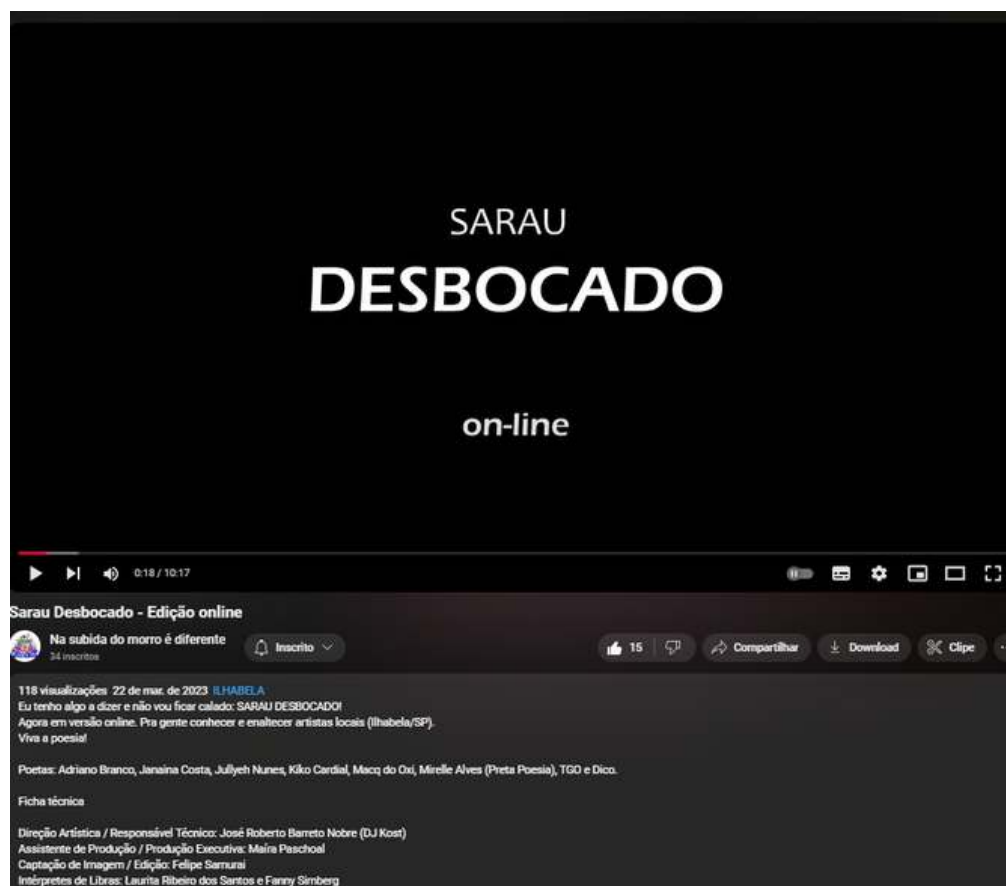 SARAU
DESBOCADO
on-line
0:18 / 10:17
Sarau Desbocado - Edição online
Na subida do morro é diferente
34 inscritos
Inscrito
15
Compartilhar
Download
Clipe
118 visualizações 22 de mar. de 2023 ILHABELA
Eu tenho algo a dizer e não vou ficar calado: SARAU DESBOCADO!
Agora em versão online. Pra gente conhecer e enaltecer artistas locais (Ilhabela/SP).
Viva a poesia!
Poetas: Adriano Branco, Janaina Costa, Jullyeh Nunes, Kiko Cardial, Macq do Oxi, Mirelle Alves (Preta Poesia), TGO e Dico.
Ficha técnica
Direção Artística / Responsável Técnico: José Roberto Barreto Nobre (DJ Kost)
Assistente de Produção / Produção Executiva: Maíra Paschoal
Captação de Imagem / Edição: Felipe Samurai
Intérpretes de Libras: Laurita Ribeiro dos Santos e Fanny Sirnberg